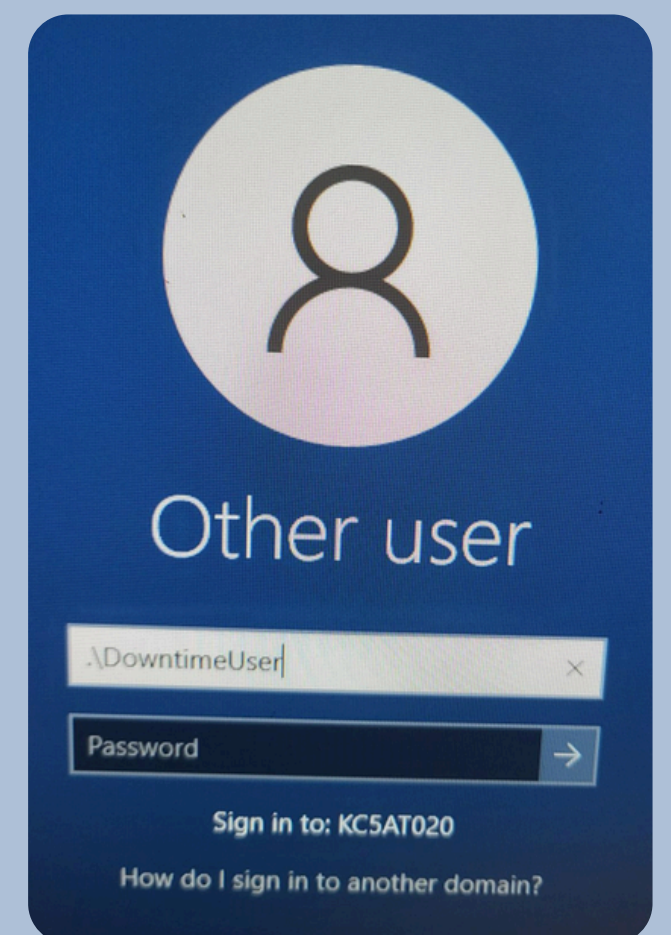 Other user
.\DowntimeUser
Password
Sign in to: KC5AT020
How do I sign in to another domain?